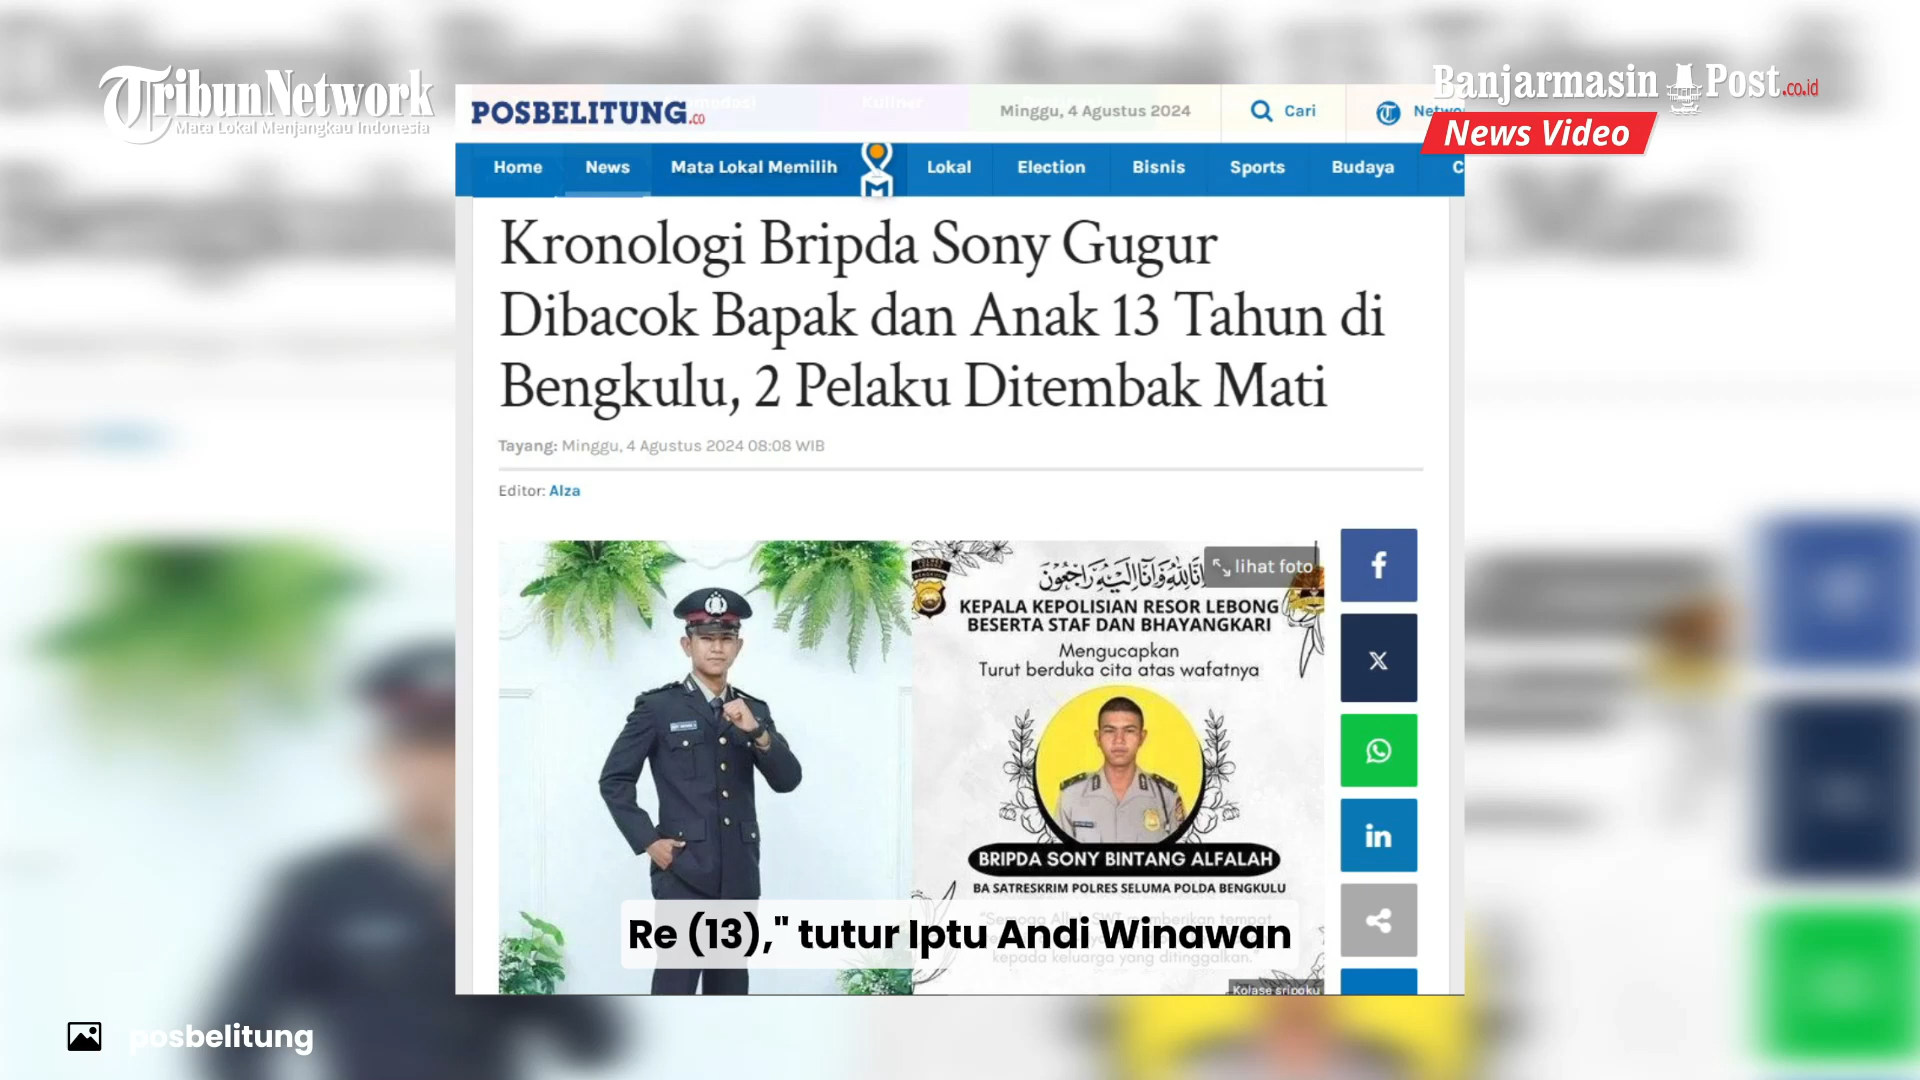 TribunNetwork
Mata Lokal Menjangkau Indonesia
Banjarmasin Post.co.id
News Video
POSBELITUNG.co
Minggu, 4 Agustus 2024
Cari
Home
News
Mata Lokal Memilih
Lokal
Election
Bisnis
Sports
Budaya
Kronologi Bripda Sony Gugur
Dibacok Bapak dan Anak 13 Tahun di
Bengkulu, 2 Pelaku Ditembak Mati
Tayang: Minggu, 4 Agustus 2024 08:08 WIB
Editor: Alza
lihat foto
KEPALA KEPOLISIAN RESOR LEBONG
BESERTA STAF DAN BHAYANGKARI
Mengucapkan
Turut berduka cita atas wafatnya
BRIPDA SONY BINTANG ALFALAH
BA SATRESKRIM POLRES SELUMA POLDA BENGKULU
Re (13)," tutur Iptu Andi Winawan
kepada keluarga yang ditinggalkan."
Kolase sripoku
posbelitung